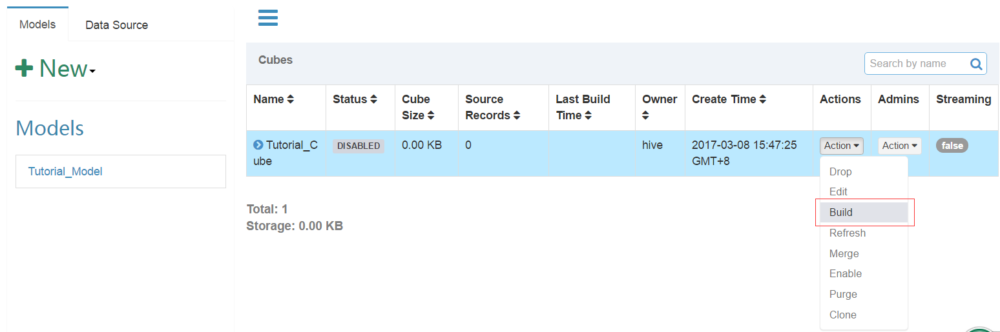 Models
Data Source
New
Models
Tutorial_Model
Cubes
Search by name
Name
Status
Cube
Size
Source
Records
Last Build
Time
Owner
Create Time
Actions
Admins
Streaming
Tutorial_C
ube
DISABLED
0.00 KB
0
hive
2017-03-08 15:47:25
GMT+8
Action
Action
false
Drop
Edit
Build
Refresh
Merge
Enable
Purge
Clone
Total: 1
Storage: 0.00 KB